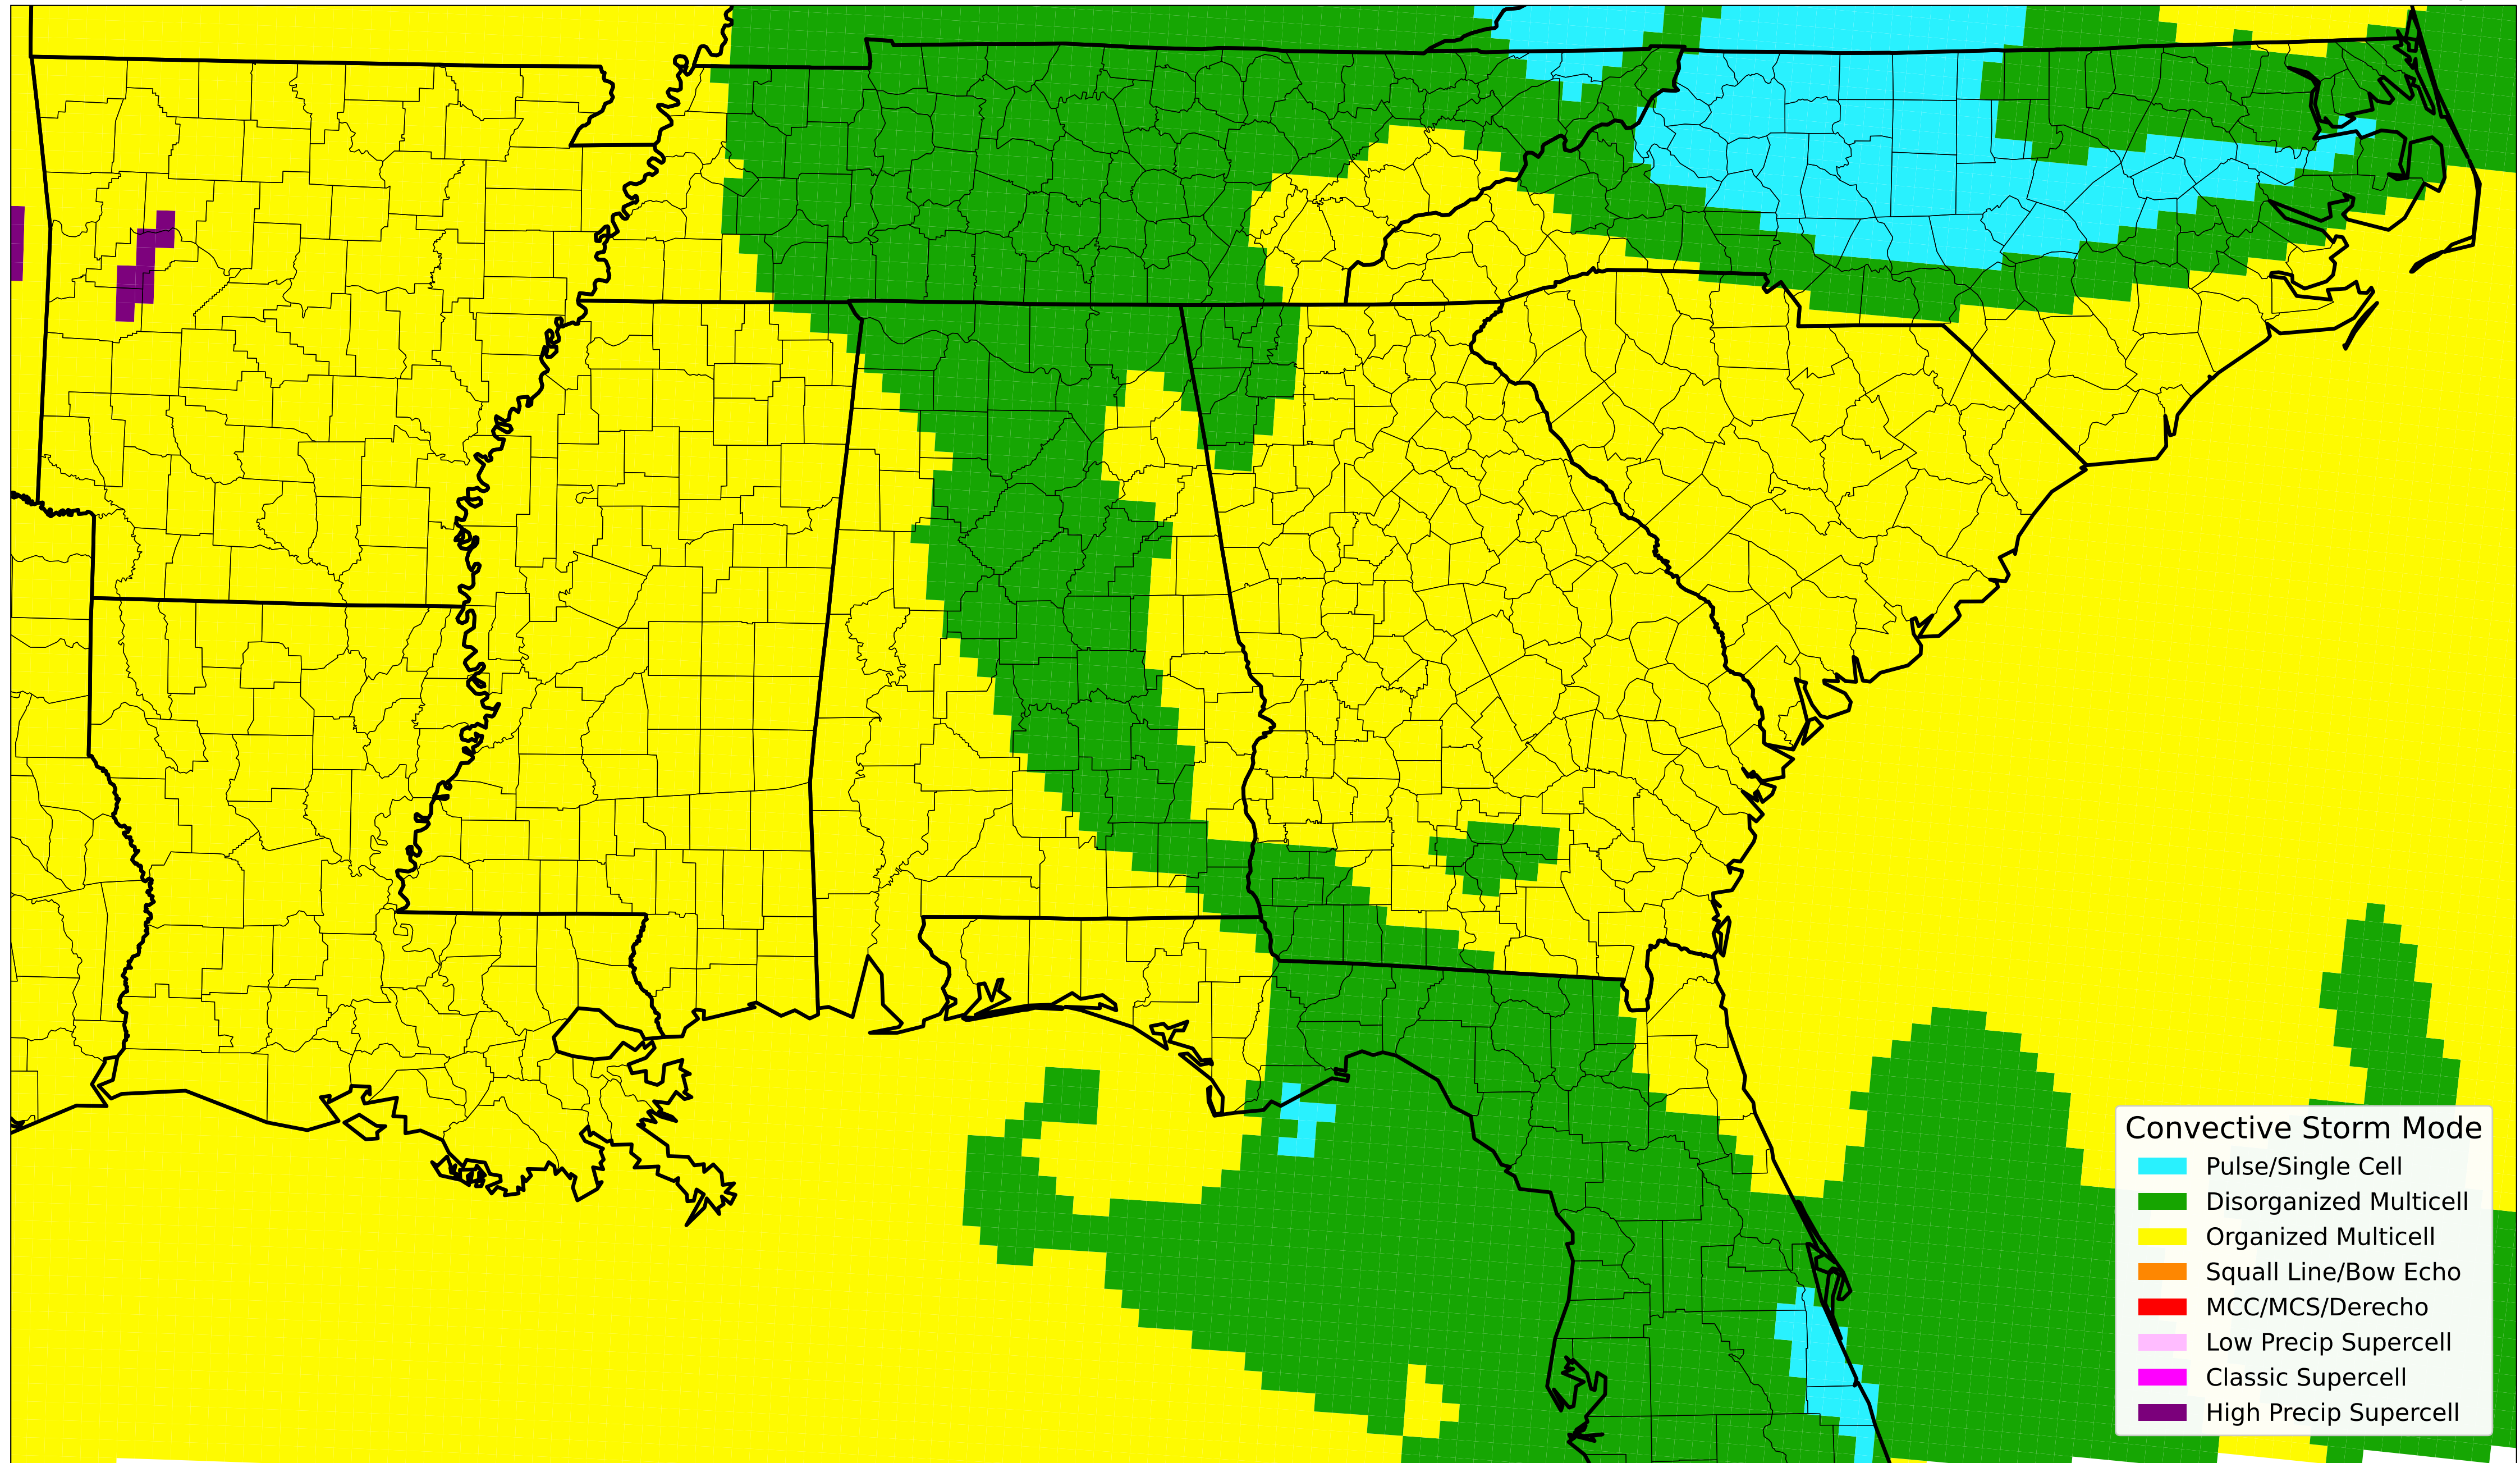 Convective Storm Mode
Pulse/Single Cell
Disorganized Multicell
Organized Multicell
Squall Line/Bow Echo
MCC/MCS/Derecho
Low Precip Supercell
Classic Supercell
High Precip Supercell